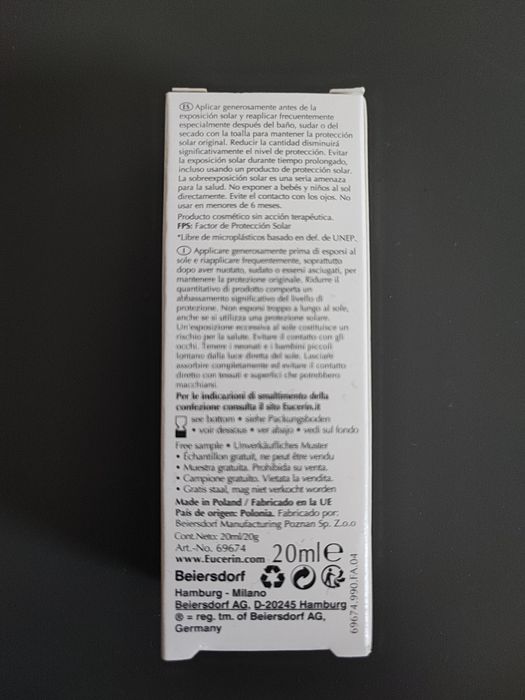 (ES) Aplicar generosamente antes de la
exposición solar y reaplicar frecuentemente
especialmente después del baño, sudar o del
secado con la toalla para mantener la protección
solar original. Reducir la cantidad disminuirá
significativamente el nivel de protección. Evitar
la exposición solar durante tiempo prolongado,
incluso usando un producto de protección solar.
La sobreexposición solar es una seria amenaza
para la salud. No exponer a bebés y niños al sol
directamente. Evite el contacto con los ojos. No
usar en menores de 6 meses.
Producto cosmético sin acción terapéutica.
FPS: Factor de Protección Solar
*Libre de microplásticos basado en def. de UNEP.
(I) Applicare generosamente prima di esporsi al
sole e riapplicare frequentemente, soprattutto
dopo aver nuotato, sudato o essersi asciugati, per
mantenere la protezione originale. Ridurre il
quantitativo di prodotto comporta un
abbassamento significativo del livello di
protezione. Non esporsi troppo a lungo al sole,
anche se si utilizza una protezione solare.
Un'esposizione eccessiva al sole costituisce un
rischio per la salute. Evitare il contatto con gli
occhi. Tenere i neonati e i bambini piccoli
lontano dalla luce diretta del sole. Lasciare
assorbire completamente ed evitare il contatto
diretto con tessuti e superfici che potrebbero
macchiarsi.
Per le indicazioni di smaltimento della
confezione consulta il sito Eucerin.it
see bottom • siehe Packungsboden
• voir dessous • ver abajo • vedi sul fondo
Free sample • Unverkäufliches Muster
• Échantillon gratuit, ne peut être vendu
• Muestra gratuita. Prohibida su venta.
• Campione gratuito. Vietata la vendita.
• Gratis staal, mag niet verkocht worden
Made in Poland / Fabricado en la UE
País de origen: Polonia. Fabricado por:
Beiersdorf Manufacturing Poznan Sp. Z.o.o
Cont. Neto: 20ml/20g
Art.-No. 69674
www.Eucerin.com 20ml e
Beiersdorf
Hamburg - Milano
Beiersdorf AG, D-20245 Hamburg
® = reg. tm. of Beiersdorf AG,
Germany
69674.990.FA.04